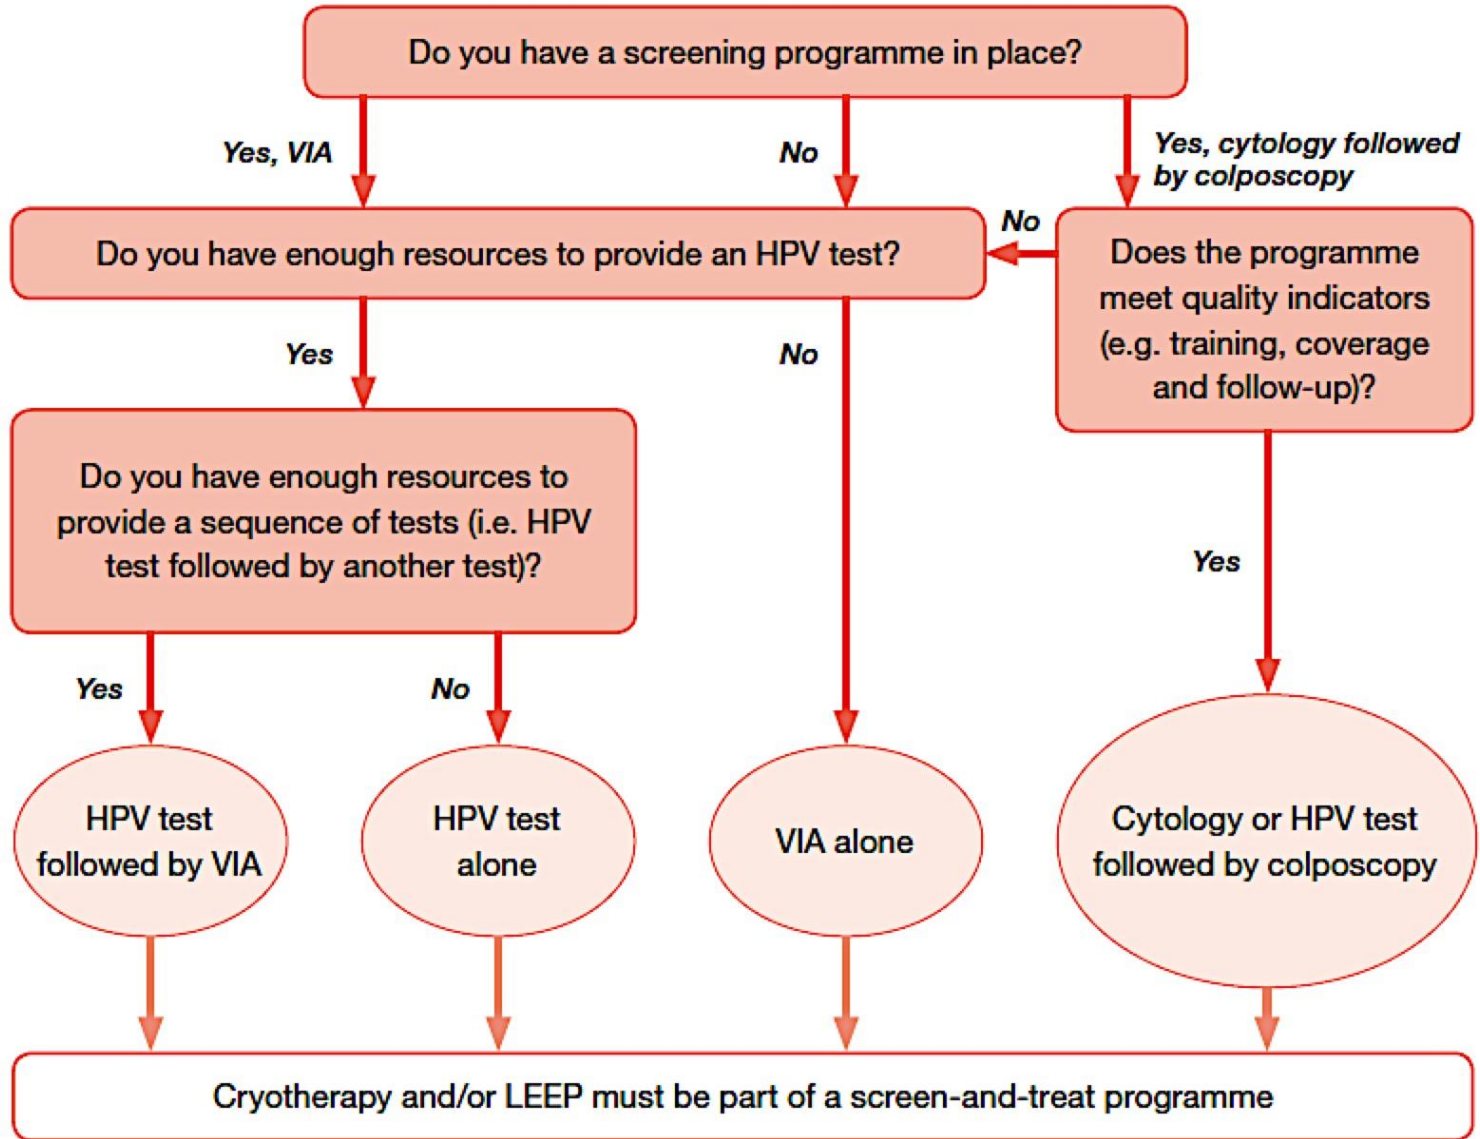 Do you have a screening programme in place?
Yes, VIA
No
Yes, cytology followed
by colposcopy
Do you have enough resources to provide an HPV test?
No
Does the programme
meet quality indicators
(e.g. training, coverage
and follow-up)?
Yes
No
Do you have enough resources to
provide a sequence of tests (i.e. HPV
test followed by another test)?
Yes
Yes
No
HPV test
followed by VIA
HPV test
alone
VIA alone
Cytology or HPV test
followed by colposcopy
Cryotherapy and/or LEEP must be part of a screen-and-treat programme